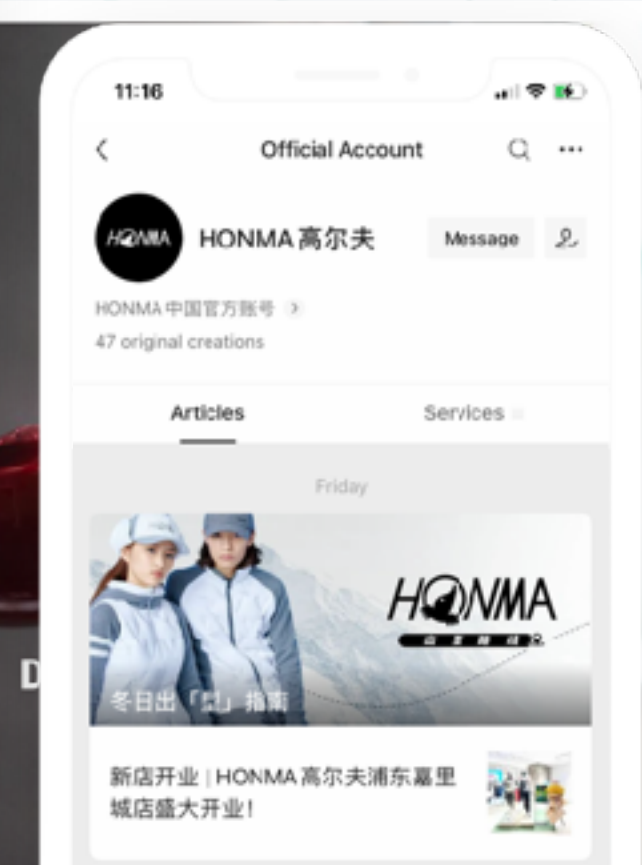 11:16
Official Account
HONMA
HONMA 高尔夫
Message
HONMA 中国官方账号
47 original creations
Articles
Services
Friday
HONMA
冬日出「型」指南
D
新店开业 | HONMA 高尔夫浦东嘉里
城店盛大开业!